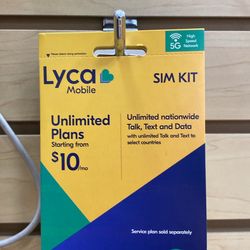 5G
High
Speed
Network
Lyca
Mobile
SIM KIT
Unlimited
Plans
Starting from
$10/mo
Unlimited nationwide
Talk, Text and Data
with unlimited Talk and Text to
select countries
Service plan sold separately